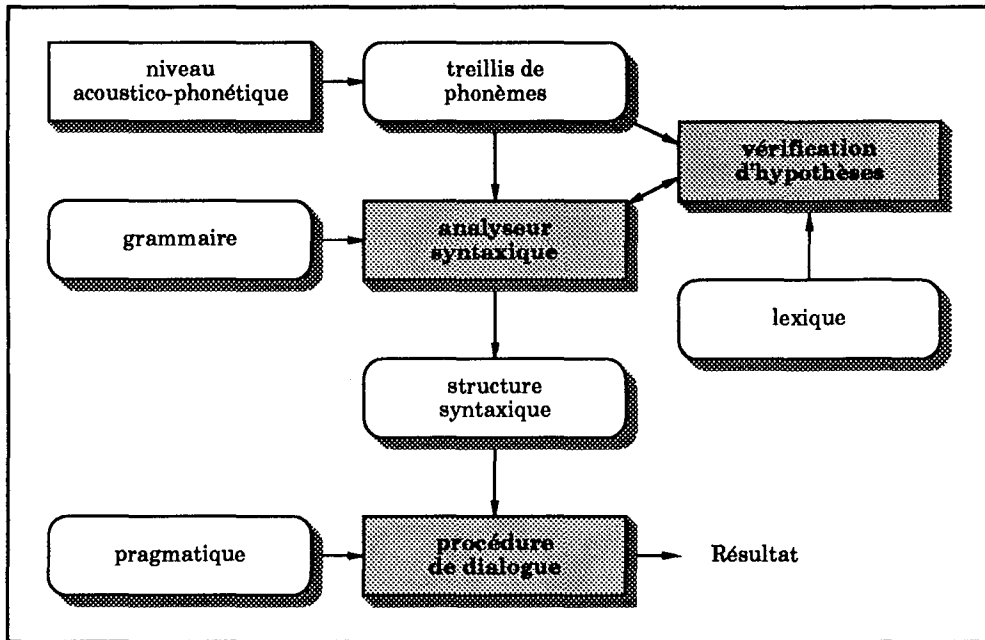 niveau
acoustico-phonétique
treillis de
phonèmes
vérification
d'hypothèses
grammaire
analyseur
syntaxique
lexique
structure
syntaxique
pragmatique
procédure
de dialogue
Résultat